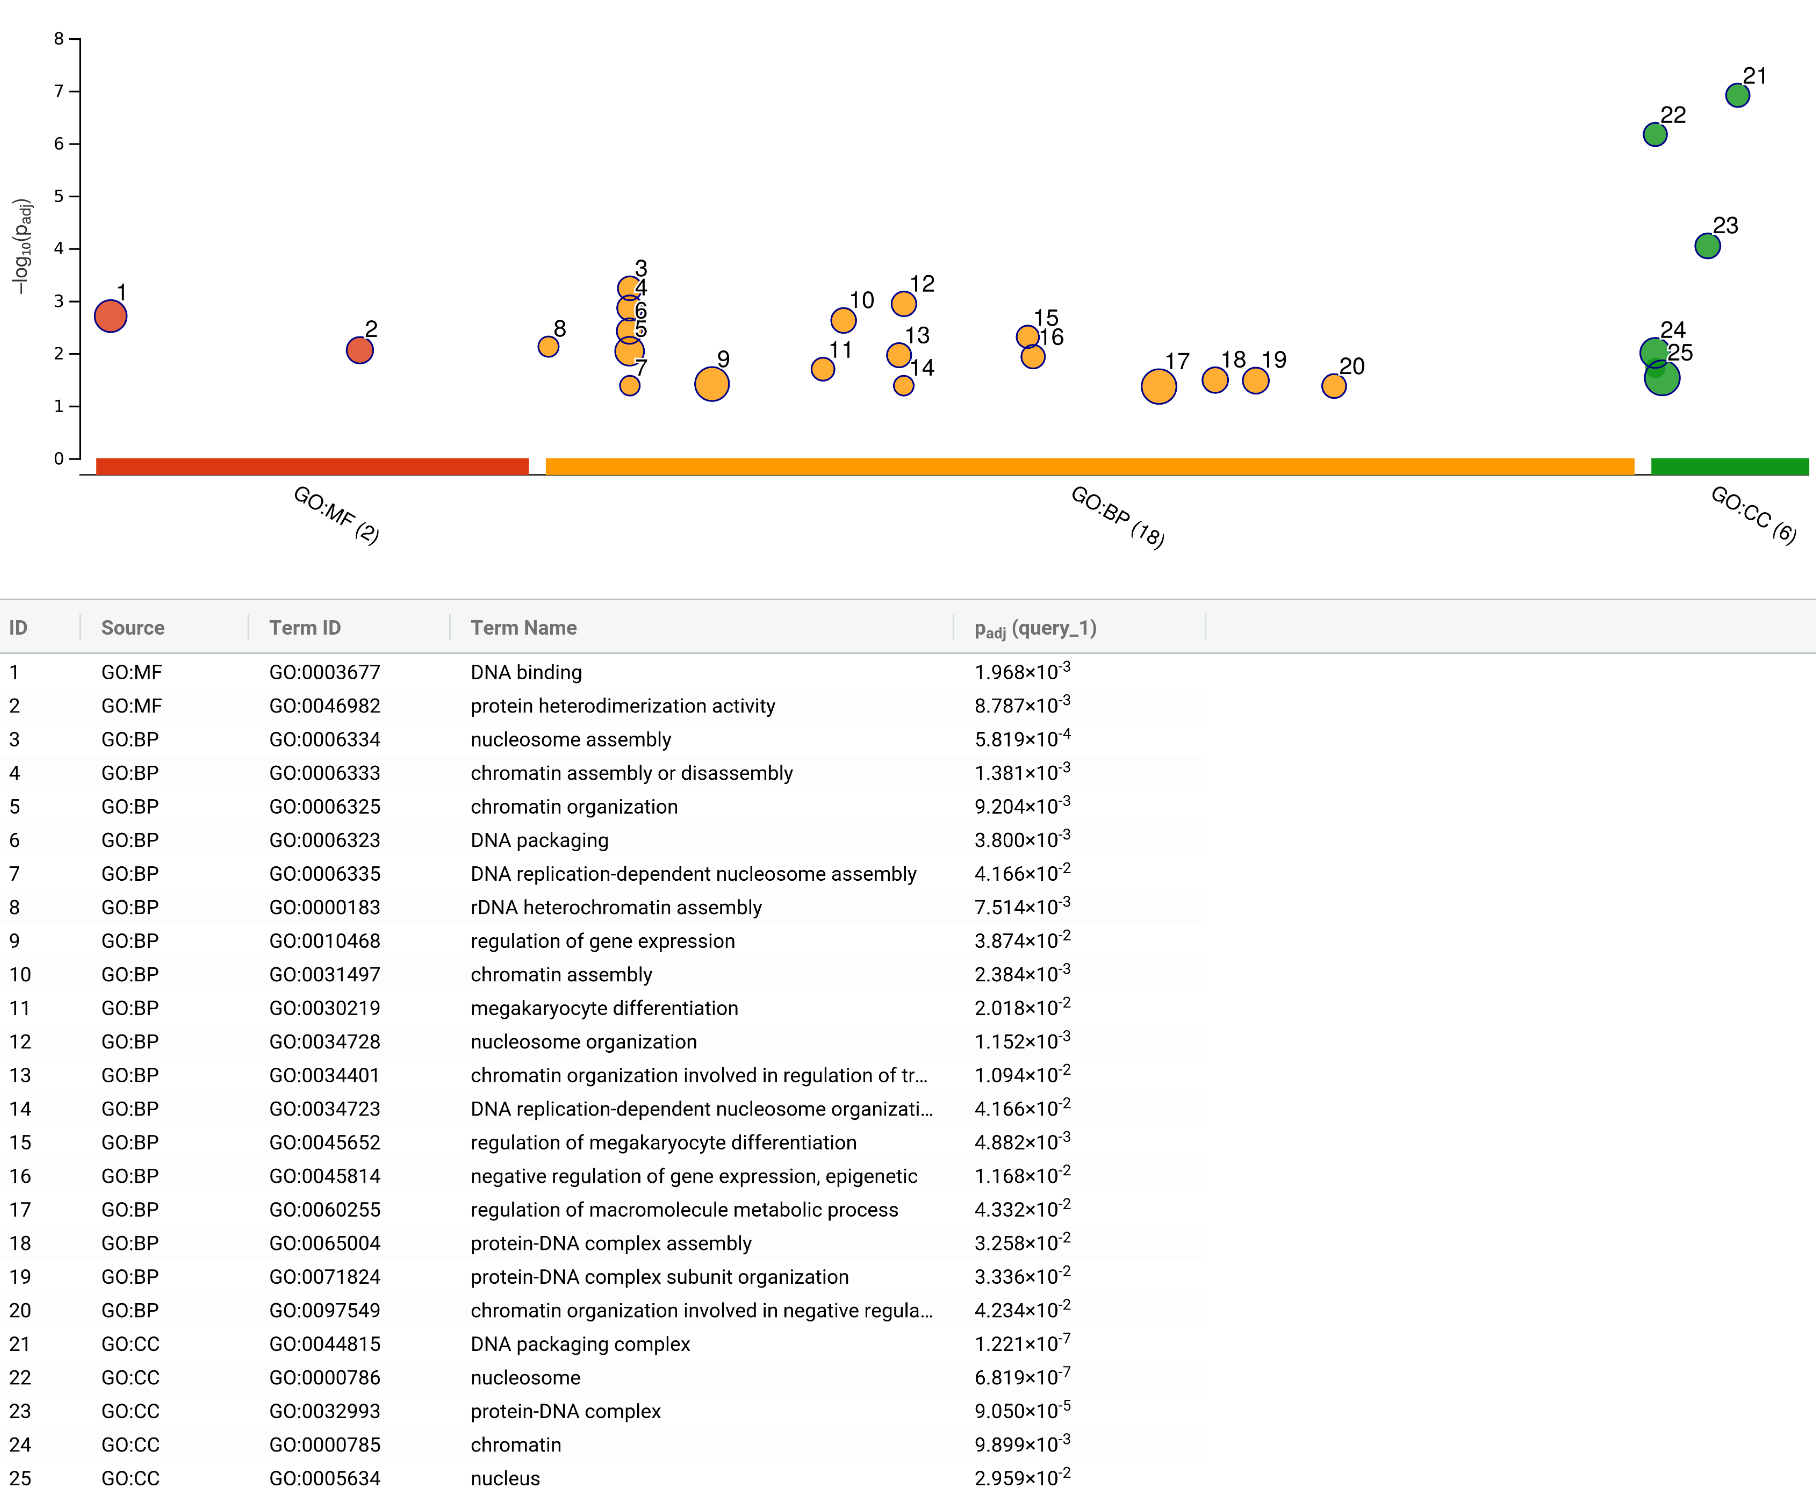 8
7
6
5
4
3
2
1
0
–log₁₀(p_adj)
1
2
3
4
6
5
7
8
9
10
11
12
13
14
15
16
17
18
19
20
21
22
23
24
25
GO:MF (2)
GO:BP (18)
GO:CC (6)
ID Source Term ID Term Name p_adj (query_1)
1 GO:MF GO:0003677 DNA binding 1.968×10⁻³
2 GO:MF GO:0046982 protein heterodimerization activity 8.787×10⁻³
3 GO:BP GO:0006334 nucleosome assembly 5.819×10⁻⁴
4 GO:BP GO:0006333 chromatin assembly or disassembly 1.381×10⁻³
5 GO:BP GO:0006325 chromatin organization 9.204×10⁻³
6 GO:BP GO:0006323 DNA packaging 3.800×10⁻³
7 GO:BP GO:0006335 DNA replication-dependent nucleosome assembly 4.166×10⁻²
8 GO:BP GO:0000183 rDNA heterochromatin assembly 7.514×10⁻³
9 GO:BP GO:0010468 regulation of gene expression 3.874×10⁻²
10 GO:BP GO:0031497 chromatin assembly 2.384×10⁻³
11 GO:BP GO:0030219 megakaryocyte differentiation 2.018×10⁻²
12 GO:BP GO:0034728 nucleosome organization 1.152×10⁻³
13 GO:BP GO:0034401 chromatin organization involved in regulation of tr... 1.094×10⁻²
14 GO:BP GO:0034723 DNA replication-dependent nucleosome organizati... 4.166×10⁻²
15 GO:BP GO:0045652 regulation of megakaryocyte differentiation 4.882×10⁻³
16 GO:BP GO:0045814 negative regulation of gene expression, epigenetic 1.168×10⁻²
17 GO:BP GO:0060255 regulation of macromolecule metabolic process 4.332×10⁻²
18 GO:BP GO:0065004 protein-DNA complex assembly 3.258×10⁻²
19 GO:BP GO:0071824 protein-DNA complex subunit organization 3.336×10⁻²
20 GO:BP GO:0097549 chromatin organization involved in negative regula... 4.234×10⁻²
21 GO:CC GO:0044815 DNA packaging complex 1.221×10⁻⁷
22 GO:CC GO:0000786 nucleosome 6.819×10⁻⁷
23 GO:CC GO:0032993 protein-DNA complex 9.050×10⁻⁵
24 GO:CC GO:0000785 chromatin 9.899×10⁻³
25 GO:CC GO:0005634 nucleus 2.959×10⁻²